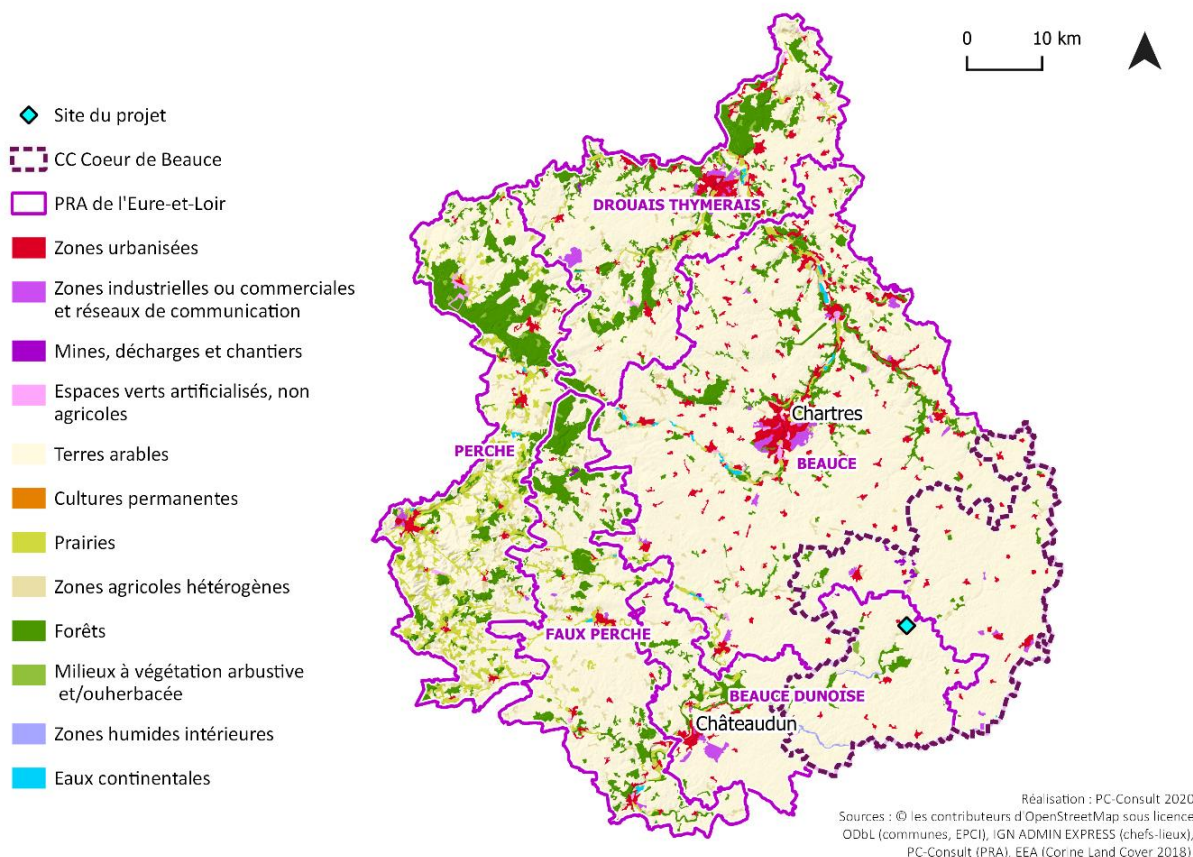 0 10 km
Site du projet
CC Coeur de Beauce
PRA de l'Eure-et-Loir
Zones urbanisées
Zones industrielles ou commerciales
et réseaux de communication
Mines, décharges et chantiers
Espaces verts artificialisés, non
agricoles
Terres arables
Cultures permanentes
Prairies
Zones agricoles hétérogènes
Forêts
Milieux à végétation arbustive
et/ouherbacée
Zones humides intérieures
Eaux continentales
DROUAIS THYMERAIS
Chartres
PERCHE
BEAUCE
FAUX PERCHE
BEAUCE DUNOISE
Châteaudun
Réalisation : PC-Consult 2020
Sources : © les contributeurs d'OpenStreetMap sous licence
ODbL (communes, EPCI), IGN ADMIN EXPRESS (chefs-lieux),
PC-Consult (PRA), EEA (Corine Land Cover 2018)